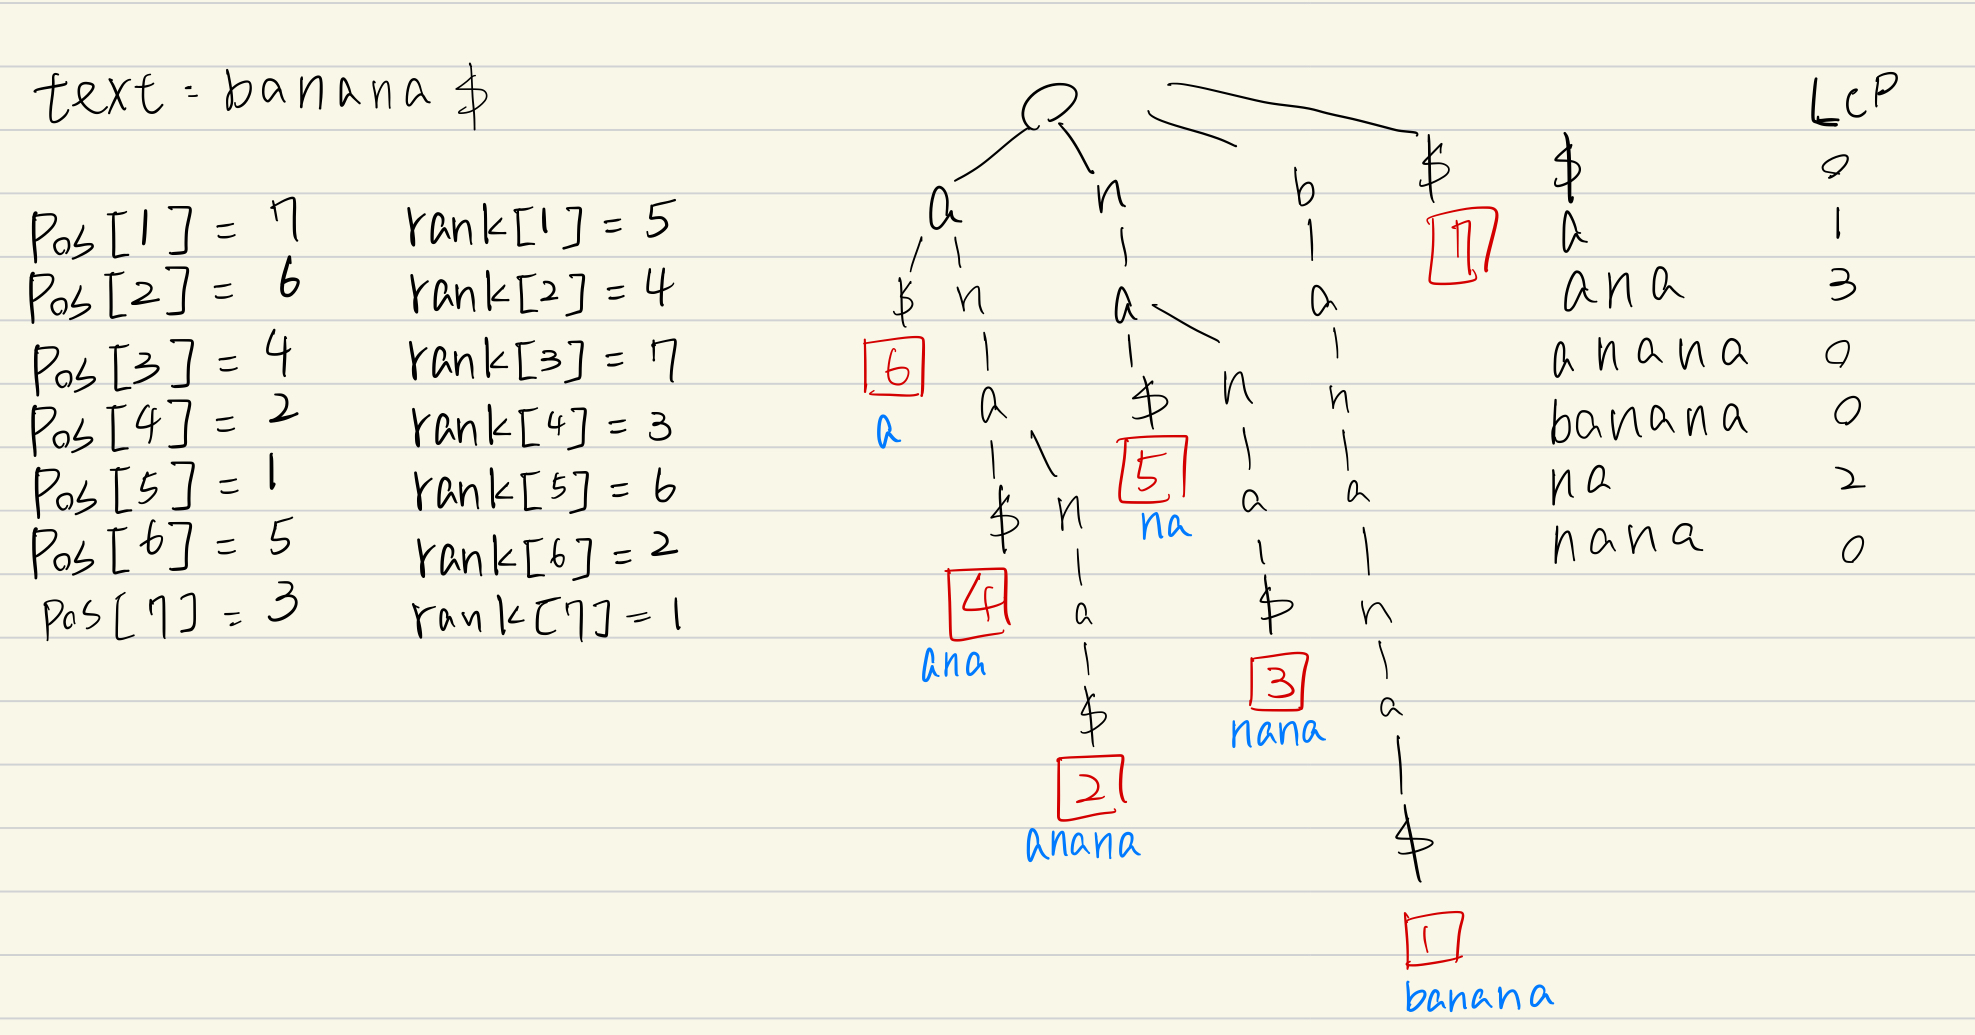 text = banana $
Pos[1] = 7 rank[1] = 5
Pos[2] = 6 rank[2] = 4
Pos[3] = 4 rank[3] = 7
Pos[4] = 2 rank[4] = 3
Pos[5] = 1 rank[5] = 6
Pos[6] = 5 rank[6] = 2
Pos[7] = 3 rank[7] = 1
a n b $
7
$ n a a
6
a
a $ n n
5
na
$ n a a
4
ana
a $ n
3
nana
$ a
2
anana
$
1
banana
LCP
$ 0
a 1
ana 3
anana 0
banana 0
na 2
nana 0